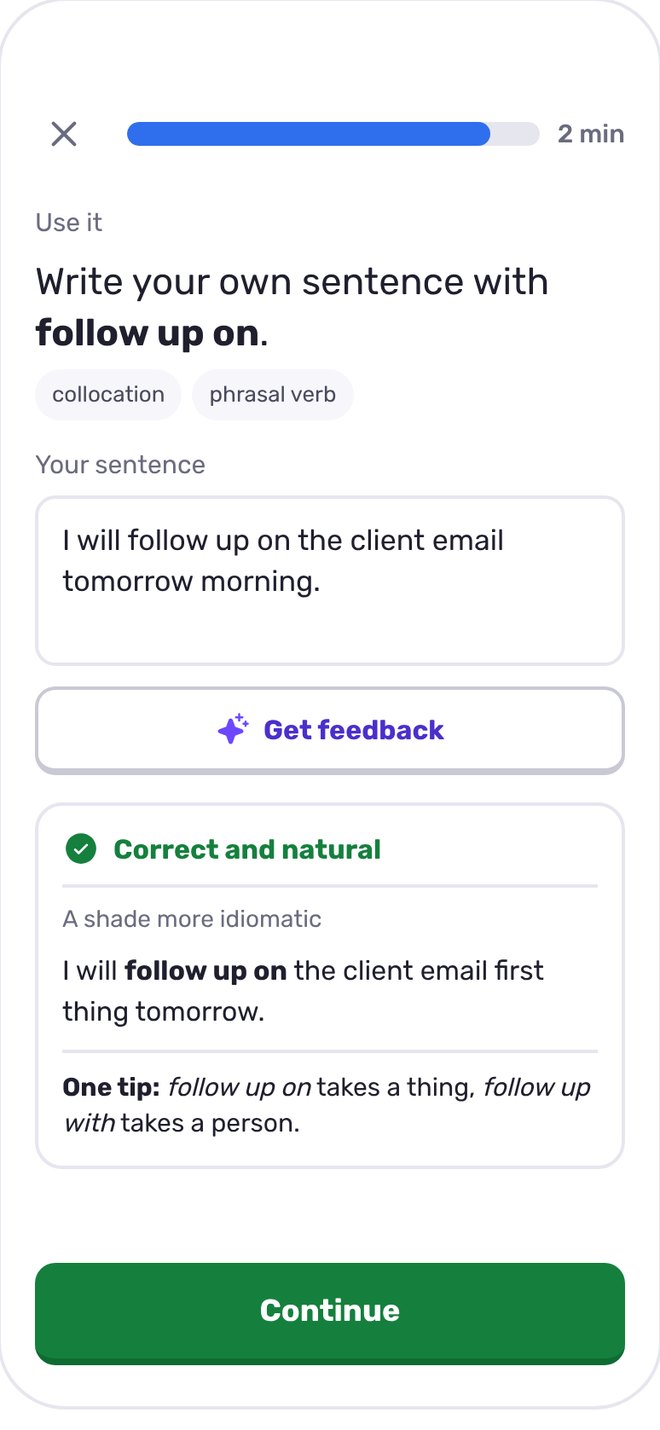 2 min
Use it
Write your own sentence with
follow up on.
collocation phrasal verb
Your sentence
I will follow up on the client email
tomorrow morning.
Get feedback
Correct and natural
A shade more idiomatic
I will follow up on the client email first
thing tomorrow.
One tip: follow up on takes a thing, follow up
with takes a person.
Continue